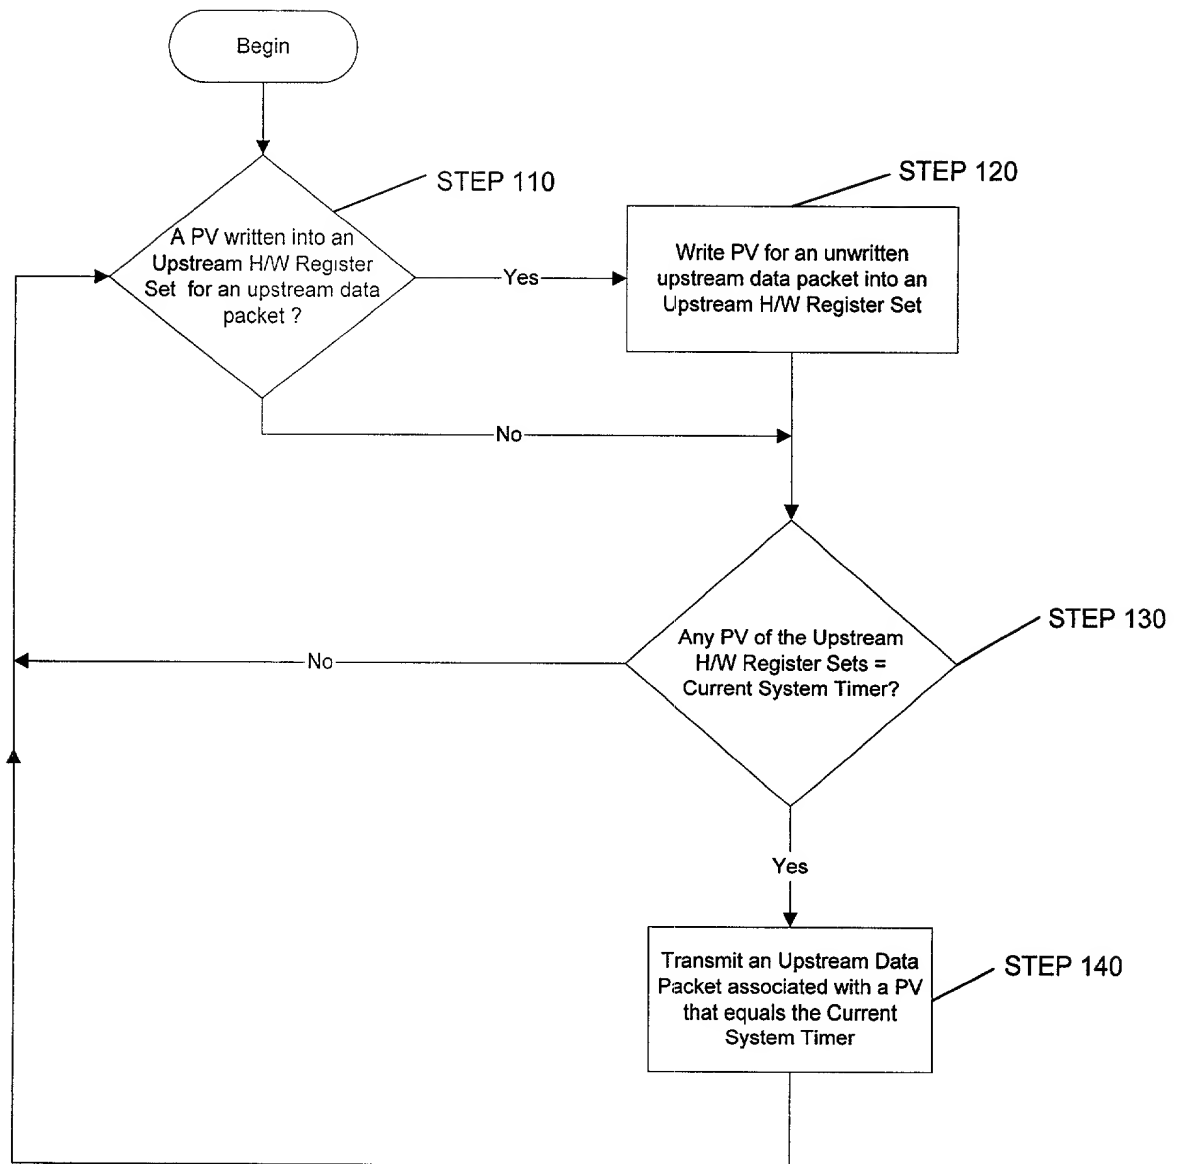 Begin
STEP 110
STEP 120
A PV written into an
Upstream H/W Register
Set for an upstream data
packet ?
Yes
Write PV for an unwritten
upstream data packet into an
Upstream H/W Register Set
No
STEP 130
Any PV of the Upstream
H/W Register Sets =
Current System Timer?
No
Yes
Transmit an Upstream Data
Packet associated with a PV
that equals the Current
System Timer
STEP 140